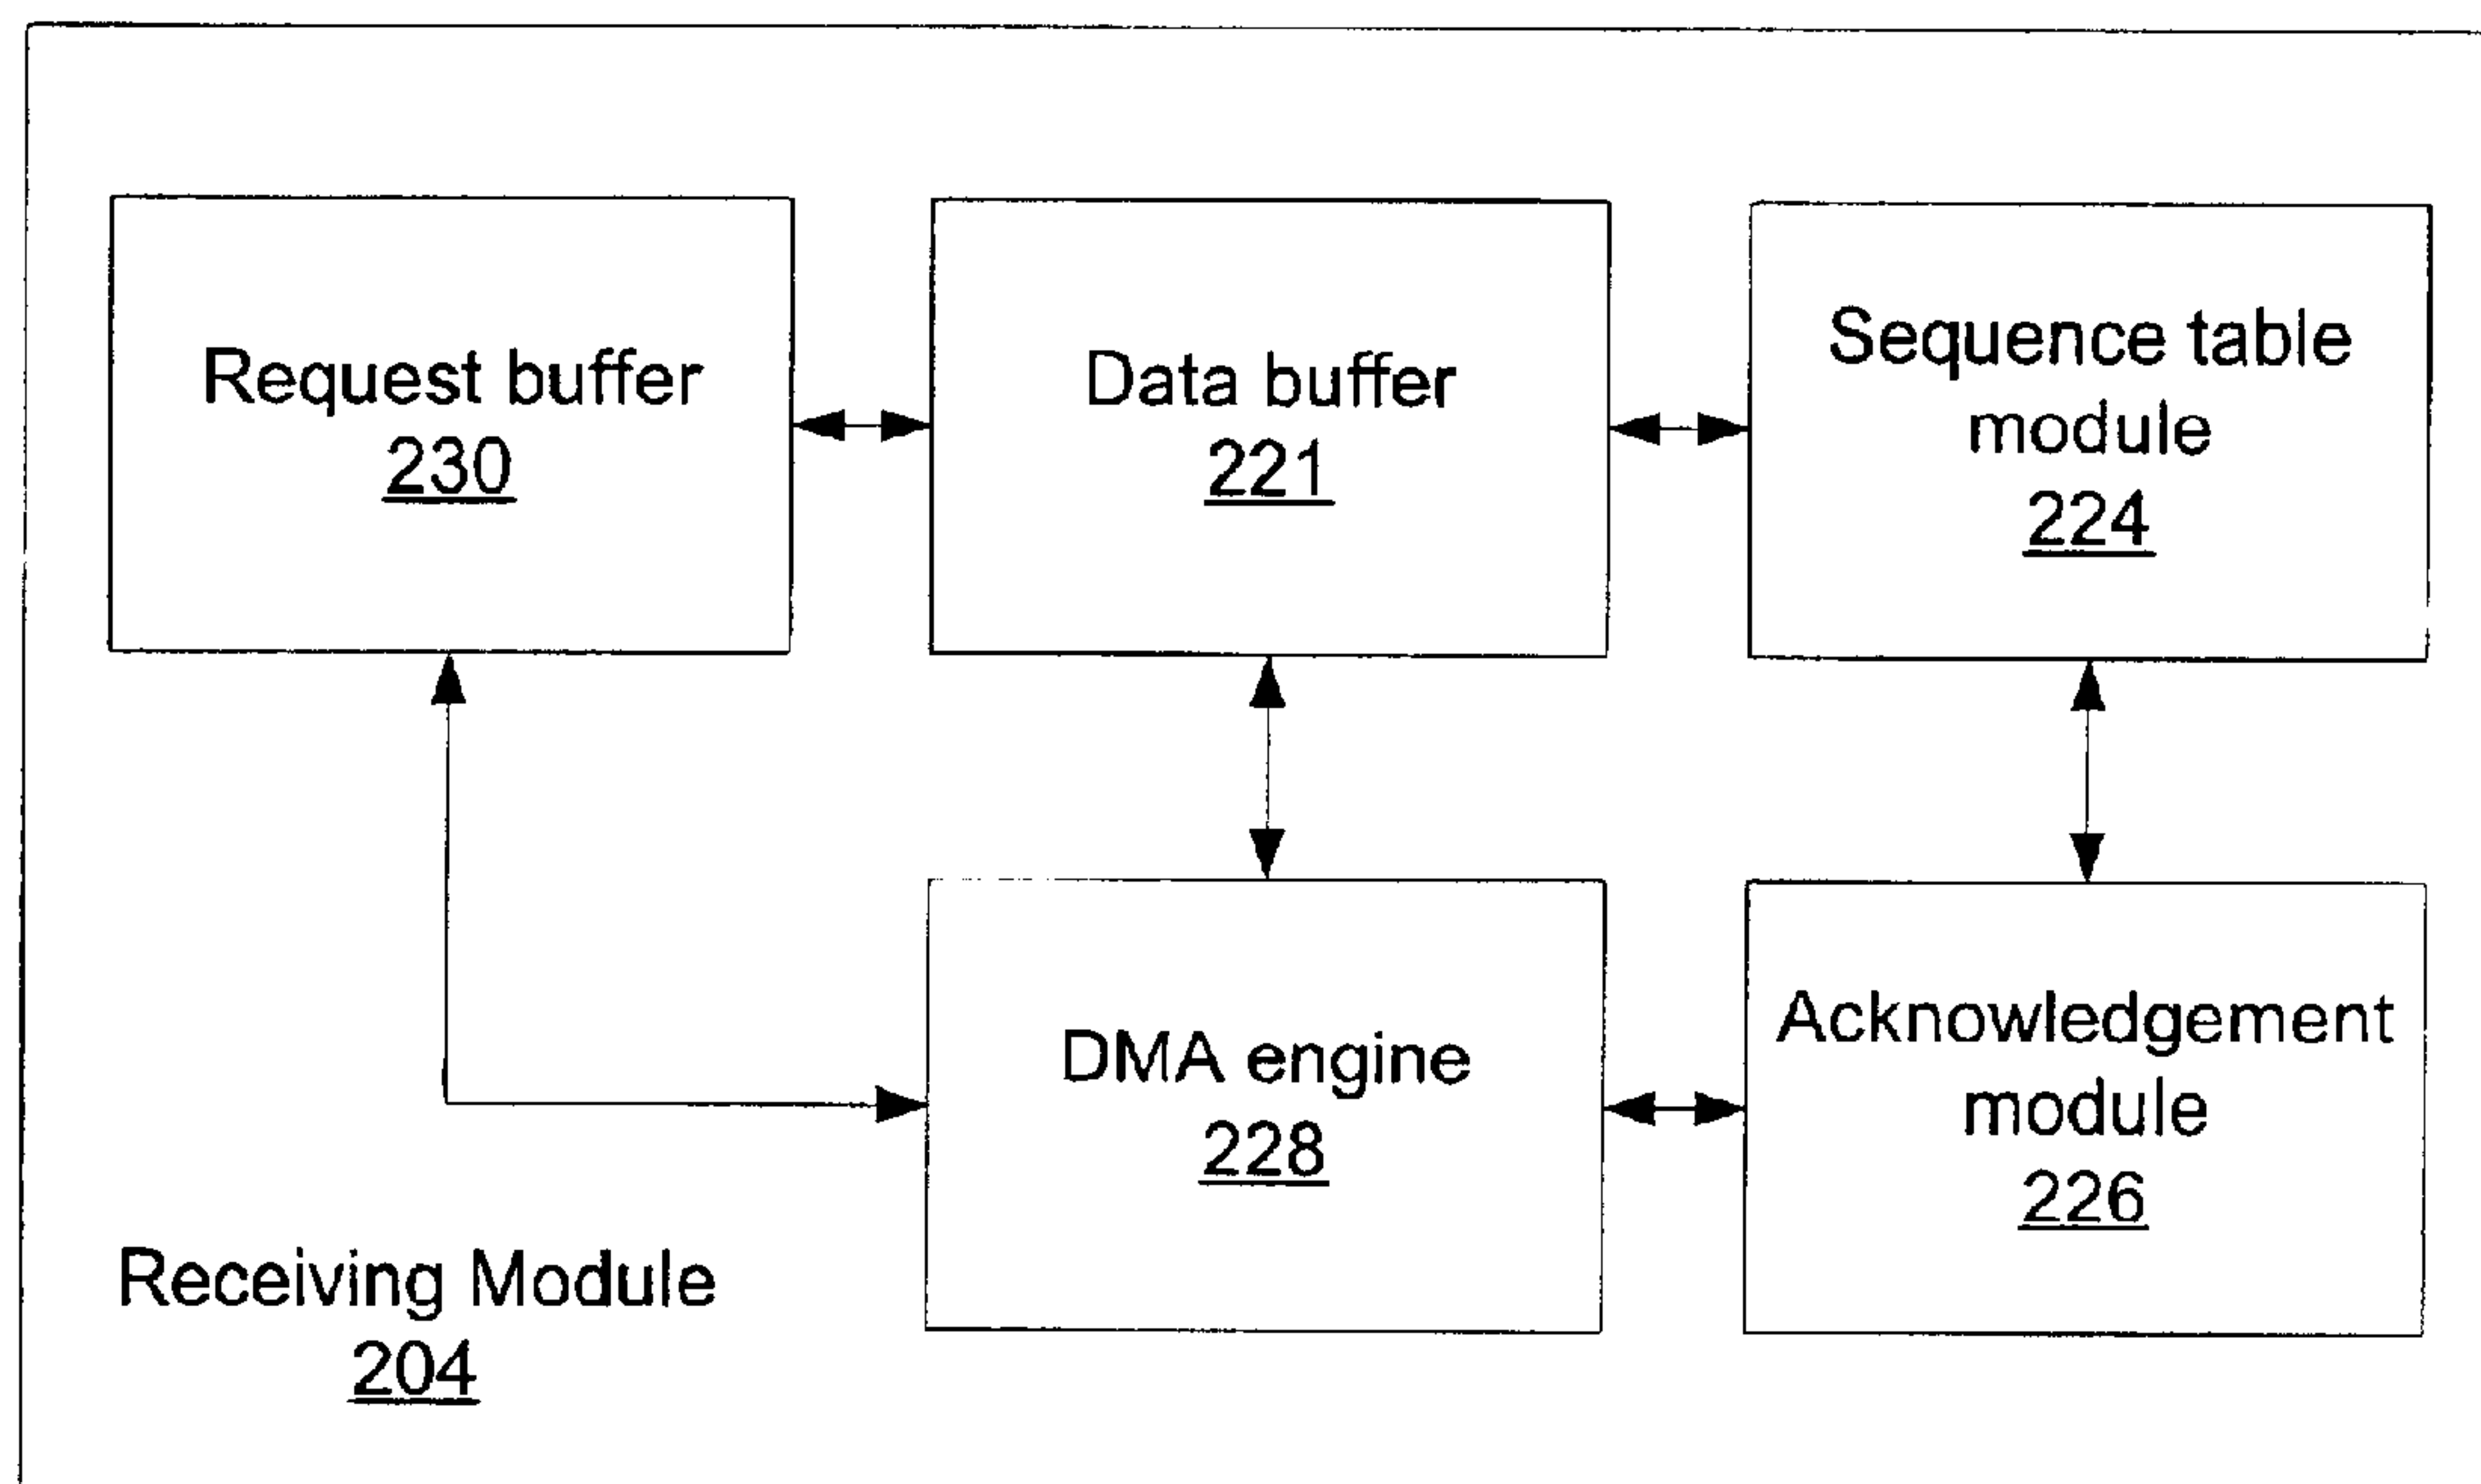 Request buffer
230
Data buffer
221
Sequence table
module
224
DMA engine
228
Acknowledgement
module
226
Receiving Module
204